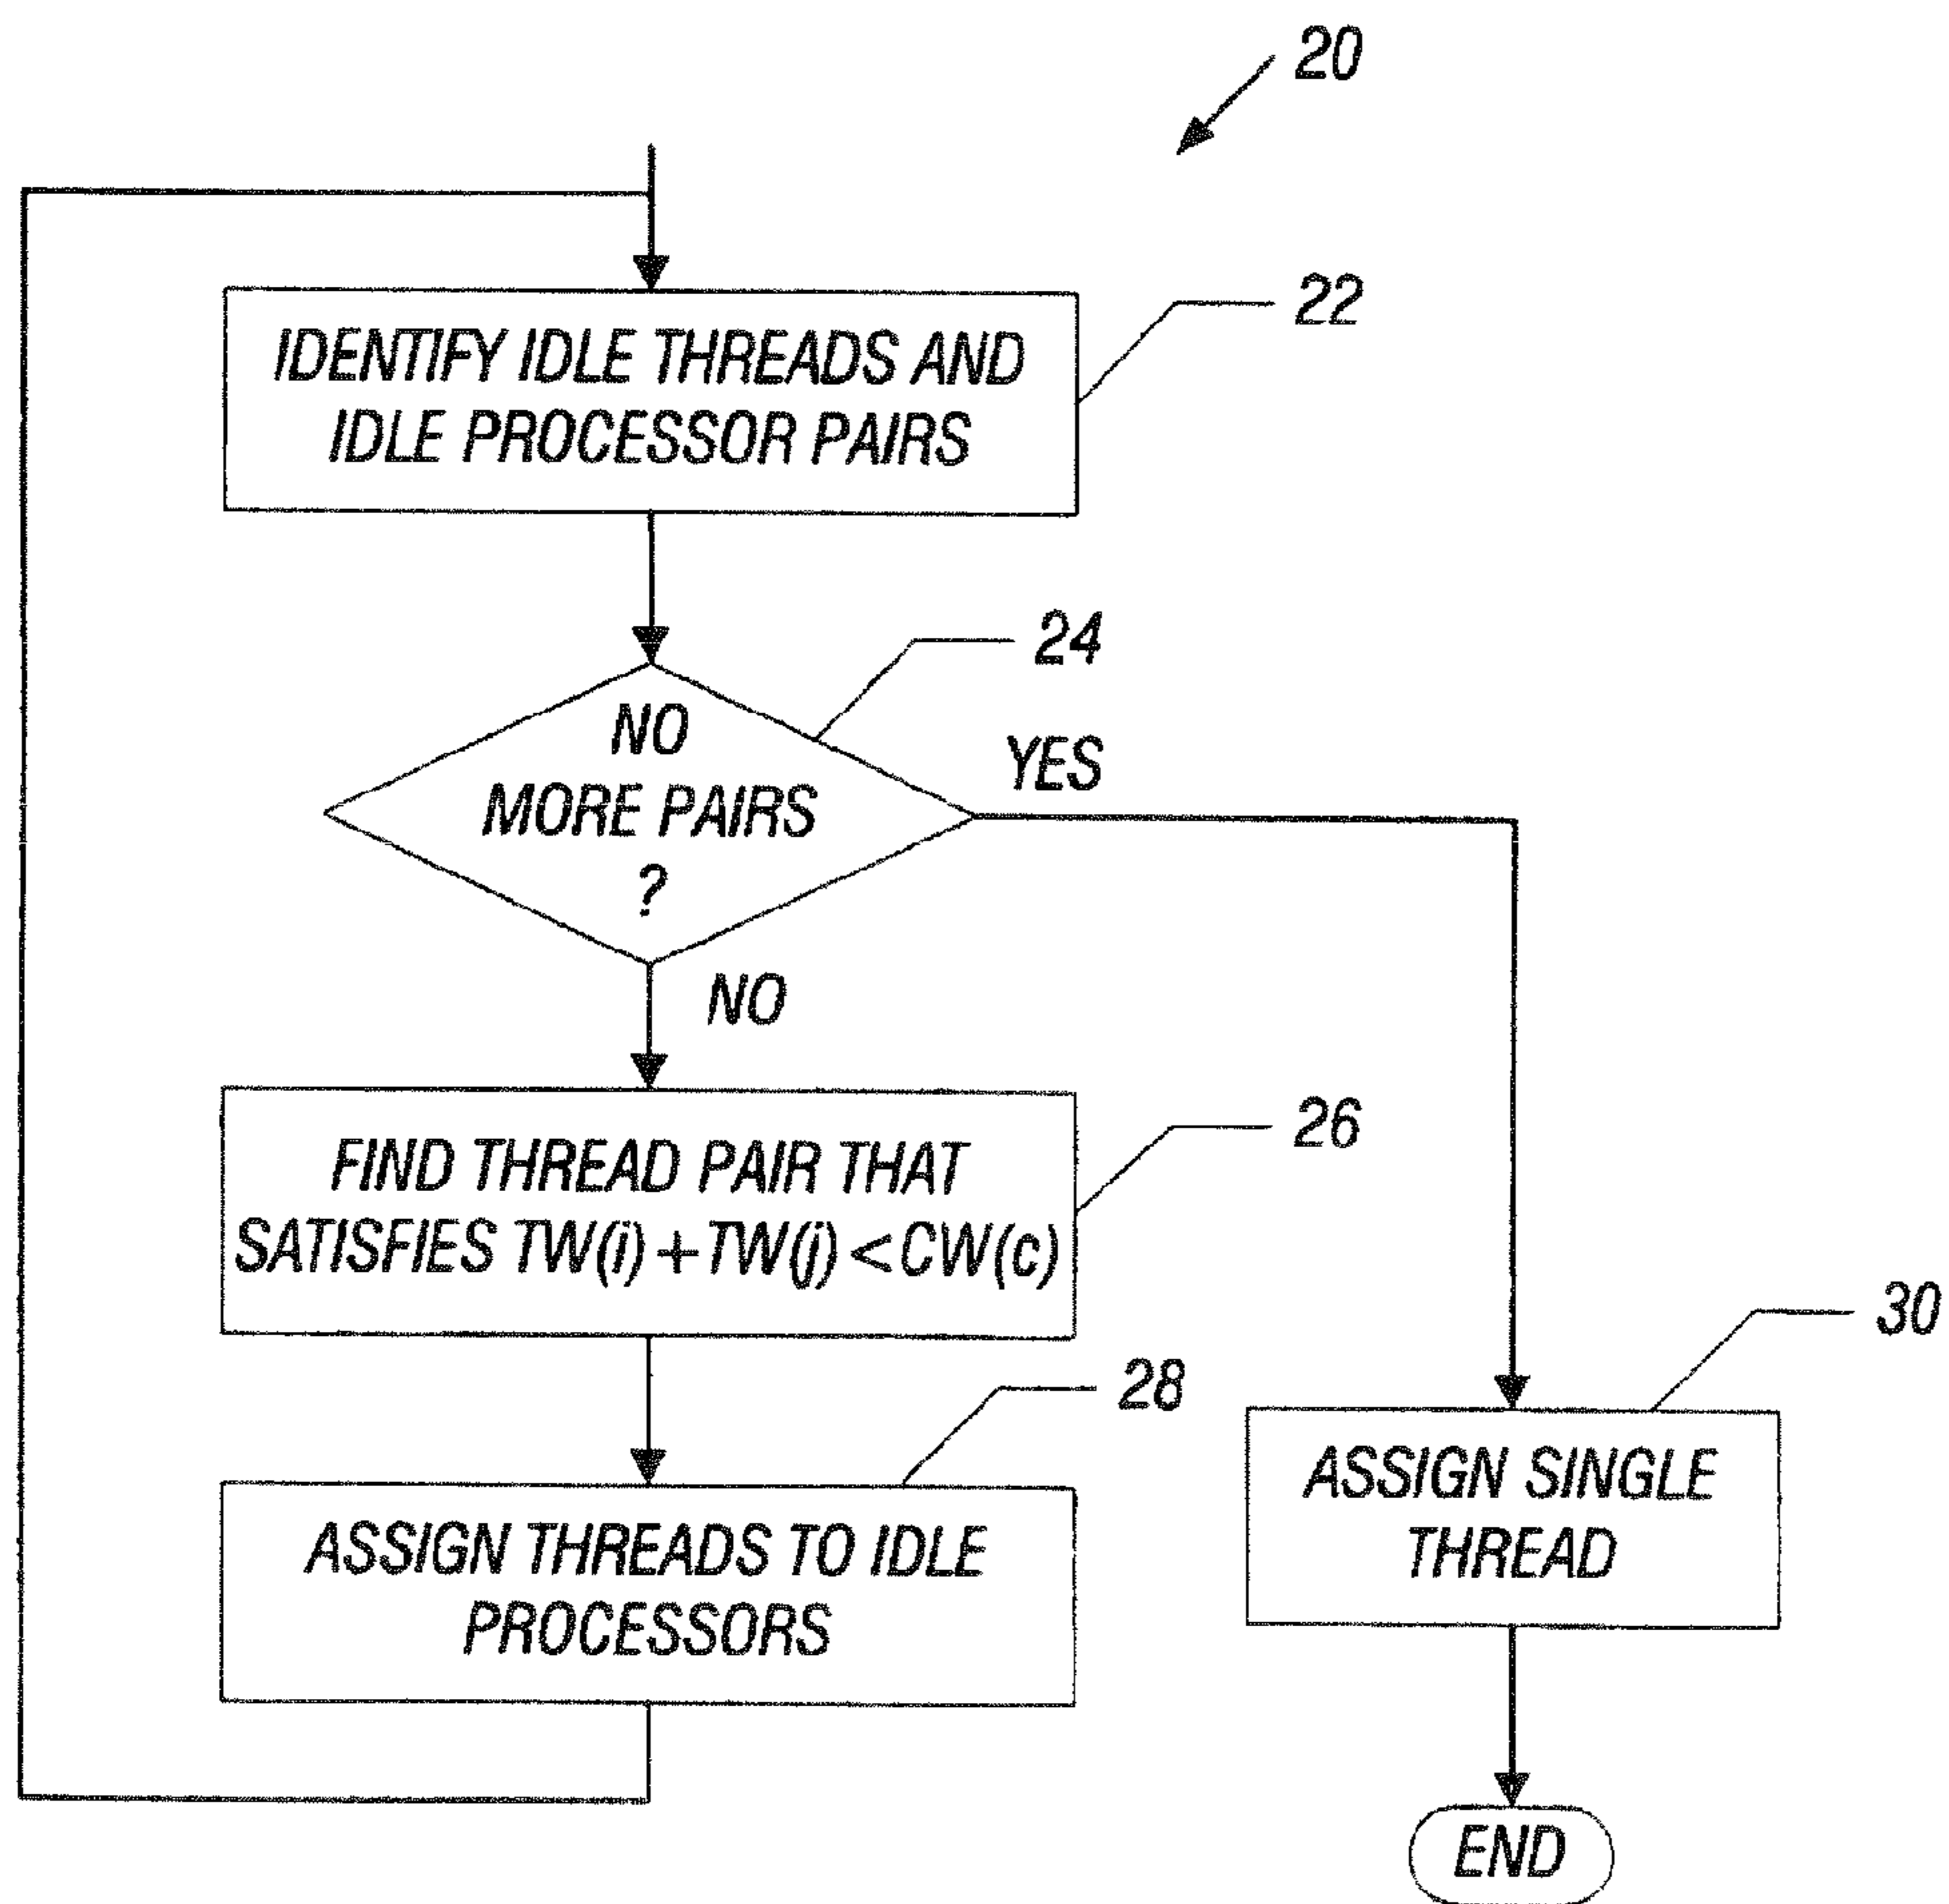 20
IDENTIFY IDLE THREADS AND
IDLE PROCESSOR PAIRS
22
NO
MORE PAIRS
?
24
YES
NO
FIND THREAD PAIR THAT
SATISFIES TW(i)+TW(j)<CW(c)
26
ASSIGN THREADS TO IDLE
PROCESSORS
28
ASSIGN SINGLE
THREAD
30
END